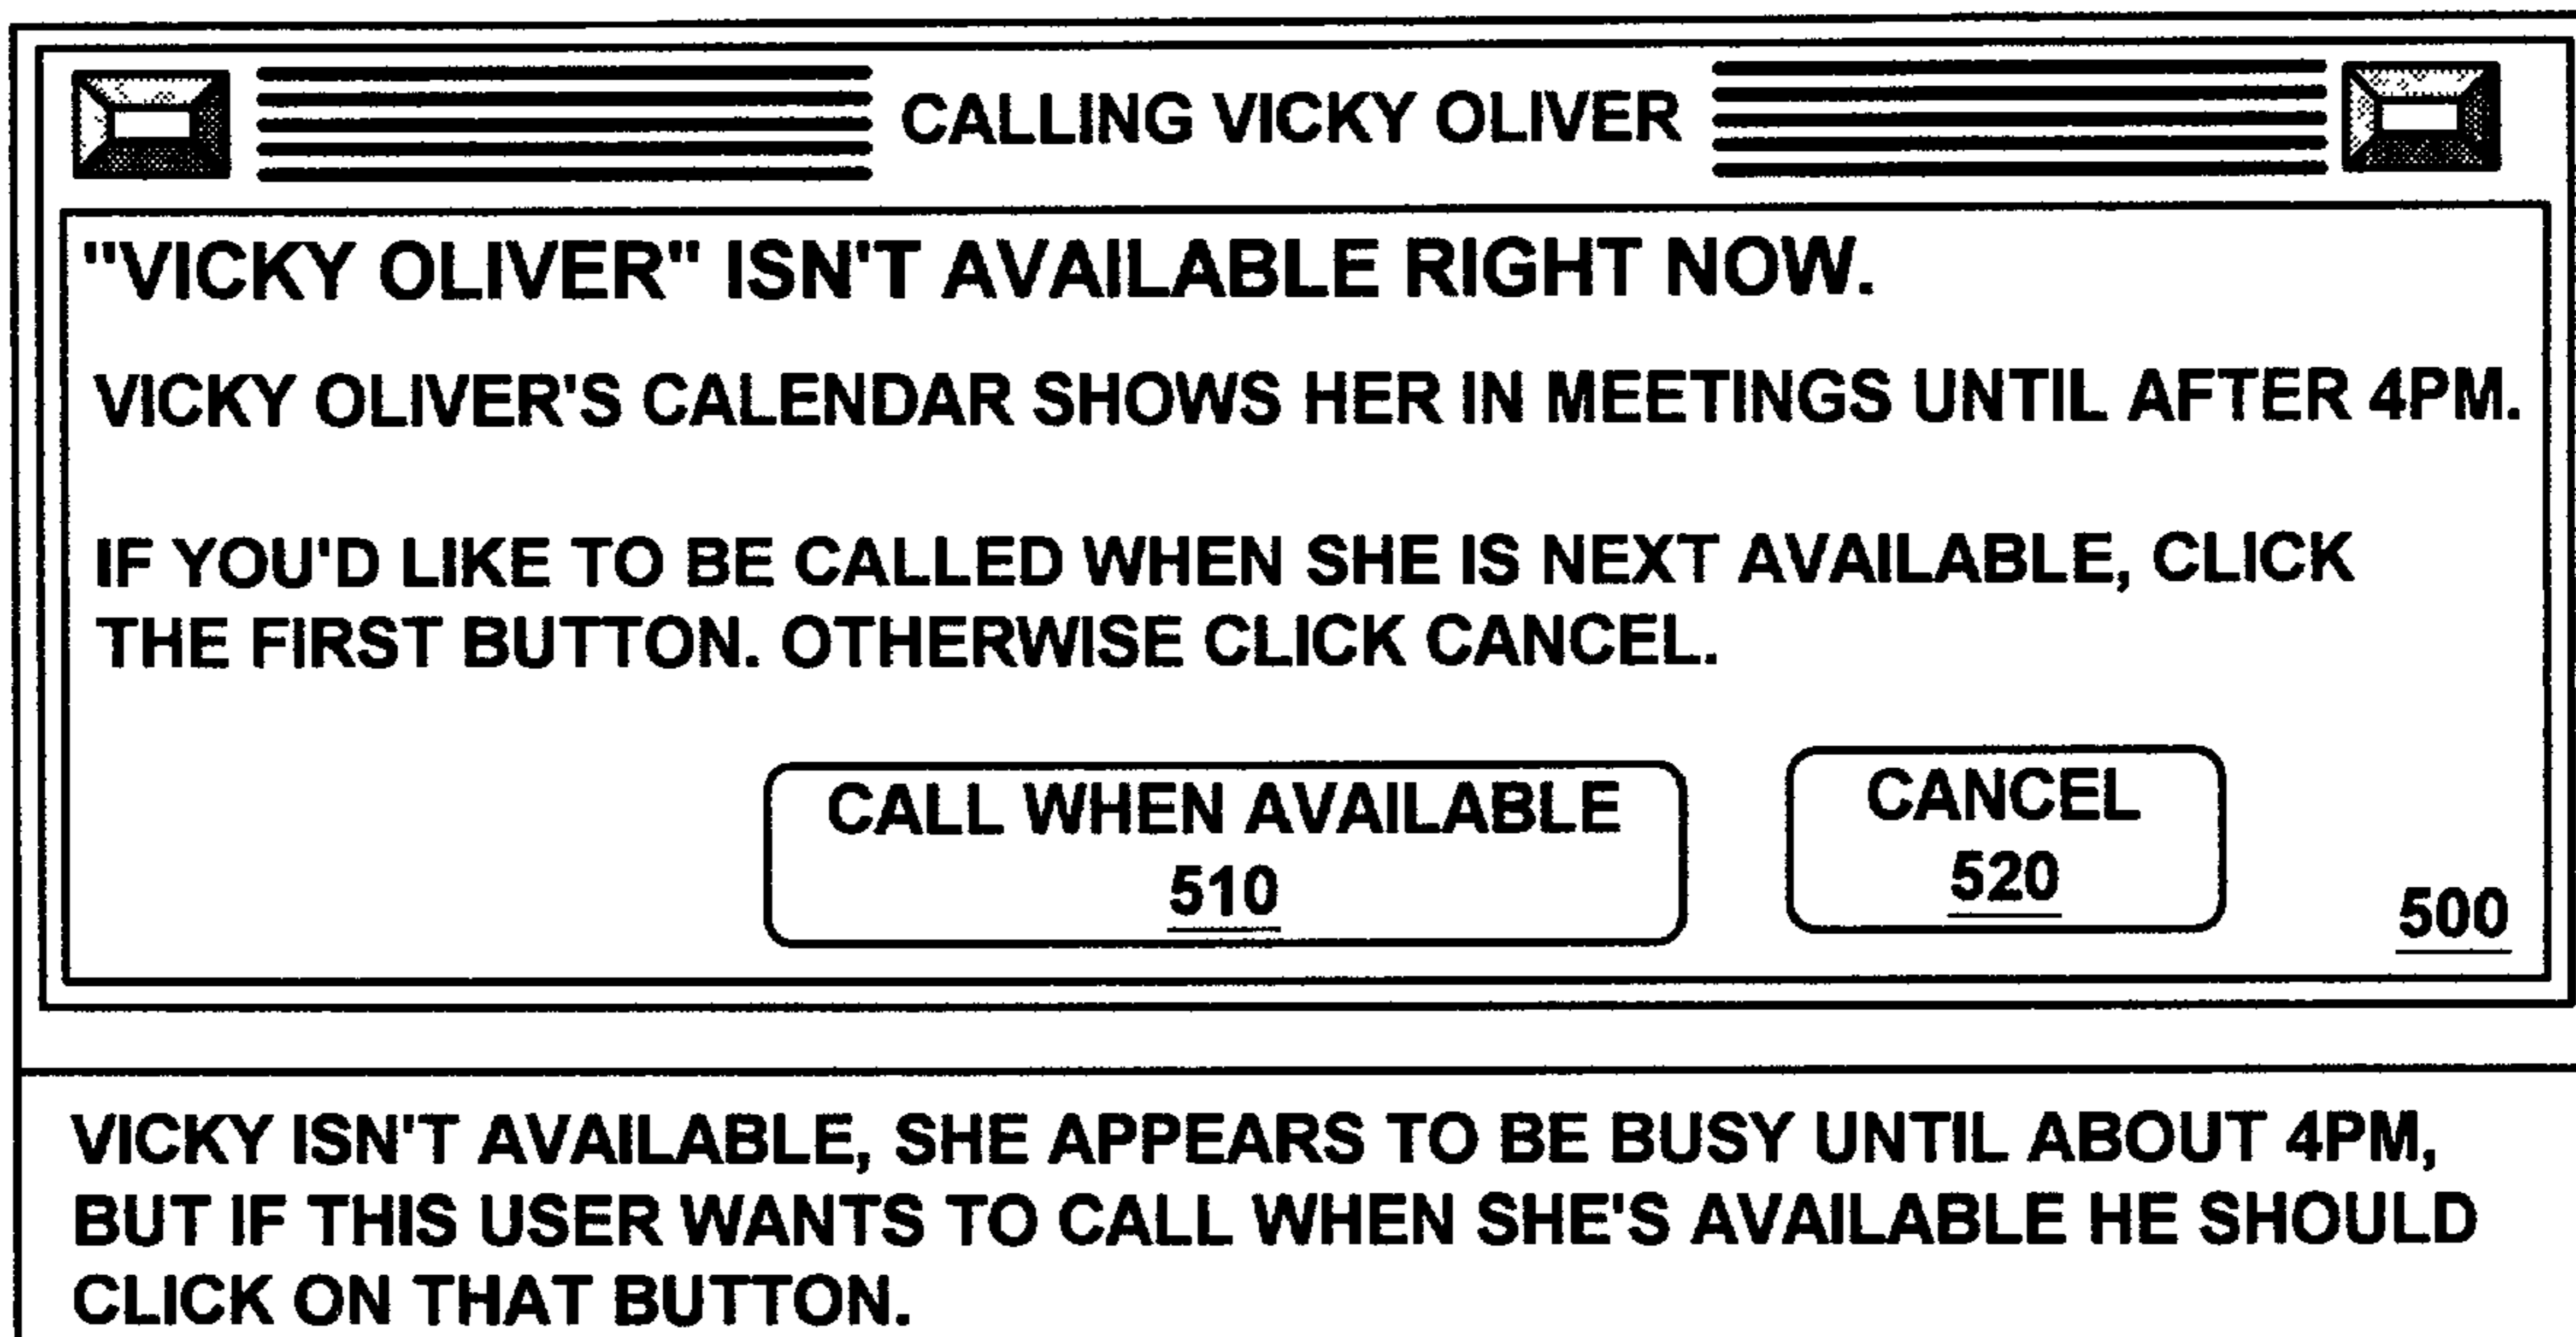 CALLING VICKY OLIVER
"VICKY OLIVER" ISN'T AVAILABLE RIGHT NOW.
VICKY OLIVER'S CALENDAR SHOWS HER IN MEETINGS UNTIL AFTER 4PM.
IF YOU'D LIKE TO BE CALLED WHEN SHE IS NEXT AVAILABLE, CLICK
THE FIRST BUTTON. OTHERWISE CLICK CANCEL.
CALL WHEN AVAILABLE
510
CANCEL
520
500
VICKY ISN'T AVAILABLE, SHE APPEARS TO BE BUSY UNTIL ABOUT 4PM,
BUT IF THIS USER WANTS TO CALL WHEN SHE'S AVAILABLE HE SHOULD
CLICK ON THAT BUTTON.